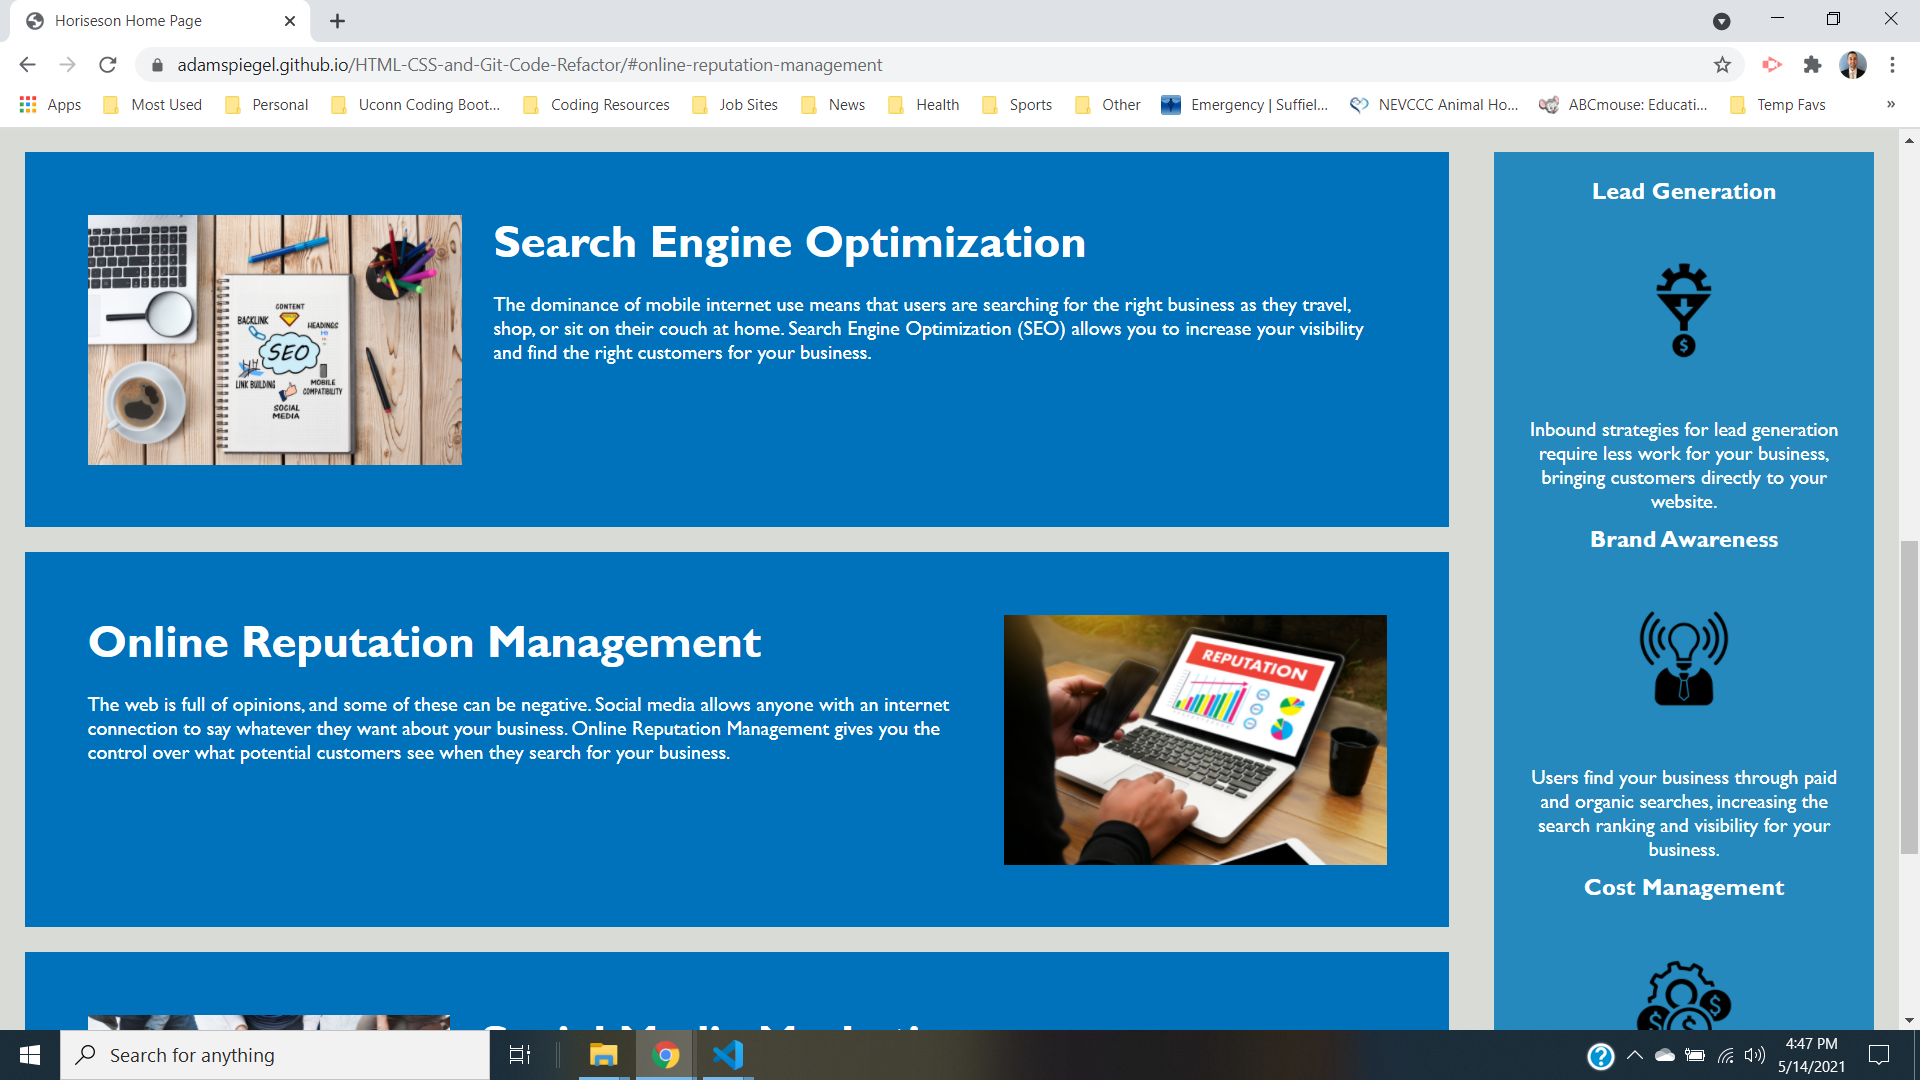 Horiseson Home Page
adamspiegel.github.io/HTML-CSS-and-Git-Code-Refactor/#online-reputation-management
Apps
Most Used
Personal
Uconn Coding Boot...
Coding Resources
Job Sites
News
Health
Sports
Other
Emergency | Suffiel...
NEVCCC Animal Ho...
ABCmouse: Educati...
Temp Favs
»
CONTENT
BACKLINK
HEADINGS
SEO
LINK BUILDING
MOBILE
COMPATIBILITY
SOCIAL
MEDIA
Search Engine Optimization
The dominance of mobile internet use means that users are searching for the right business as they travel,
shop, or sit on their couch at home. Search Engine Optimization (SEO) allows you to increase your visibility
and find the right customers for your business.
Online Reputation Management
The web is full of opinions, and some of these can be negative. Social media allows anyone with an internet
connection to say whatever they want about your business. Online Reputation Management gives you the
control over what potential customers see when they search for your business.
REPUTATION
Social Media Marketing
Lead Generation
$
Inbound strategies for lead generation
require less work for your business,
bringing customers directly to your
website.
Brand Awareness
Users find your business through paid
and organic searches, increasing the
search ranking and visibility for your
business.
Cost Management
$
$
$
Search for anything
4:47 PM
5/14/2021